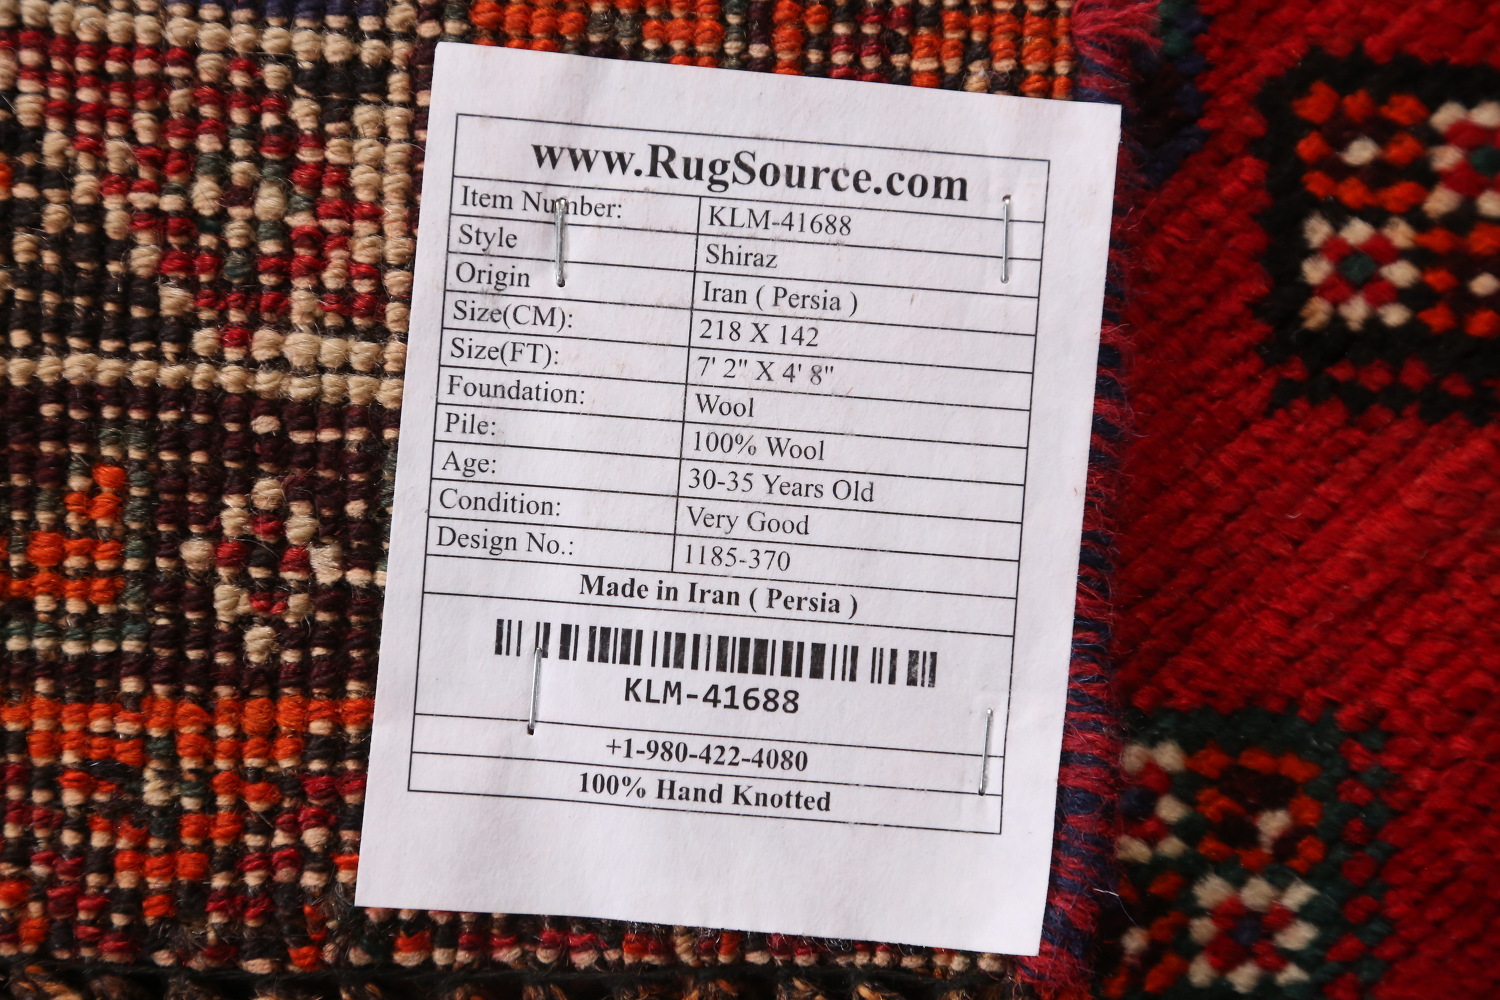 www.RugSource.com
Item Number: KLM-41688
Style Shiraz
Origin Iran ( Persia )
Size(CM): 218 X 142
Size(FT): 7' 2" X 4' 8"
Foundation: Wool
Pile: 100% Wool
Age: 30-35 Years Old
Condition: Very Good
Design No.: 1185-370
Made in Iran ( Persia )
KLM-41688
+1-980-422-4080
100% Hand Knotted